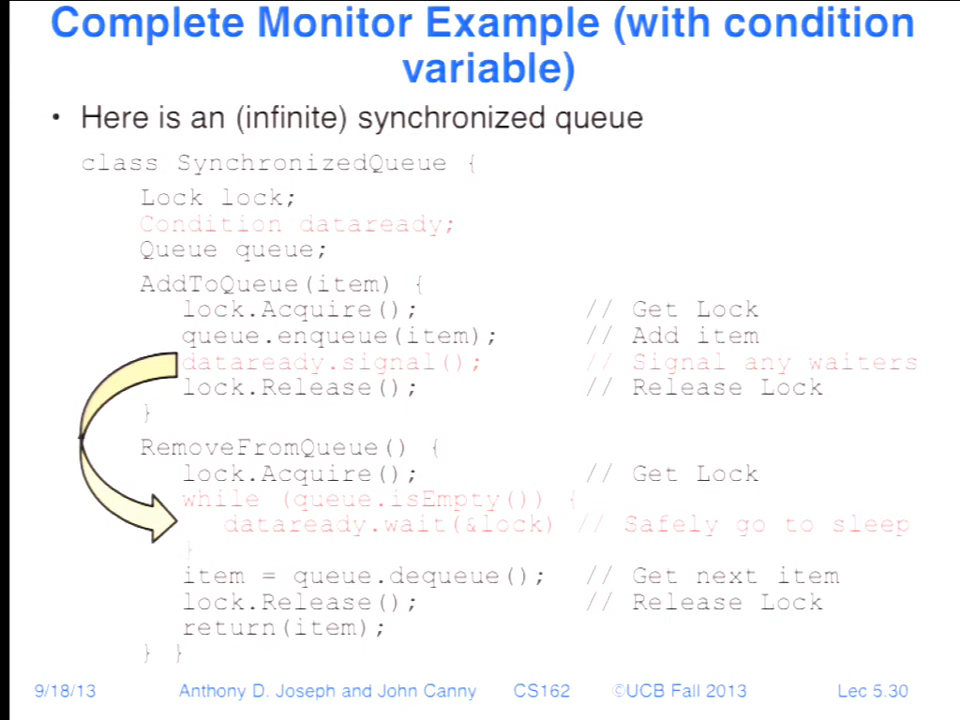 Complete Monitor Example (with condition
variable)
• Here is an (infinite) synchronized queue
class SynchronizedQueue {
Lock lock;
Condition dataready;
Queue queue;
AddToQueue(item) {
lock.Acquire(); // Get Lock
queue.enqueue(item); // Add item
dataready.signal(); // Signal any waiters
lock.Release(); // Release Lock
}
RemoveFromQueue() {
lock.Acquire(); // Get Lock
while (queue.isEmpty()) {
dataready.wait(&lock) // Safely go to sleep
}
item = queue.dequeue(); // Get next item
lock.Release(); // Release Lock
return(item);
} }
9/18/13 Anthony D. Joseph and John Canny CS162 ©UCB Fall 2013 Lec 5.30